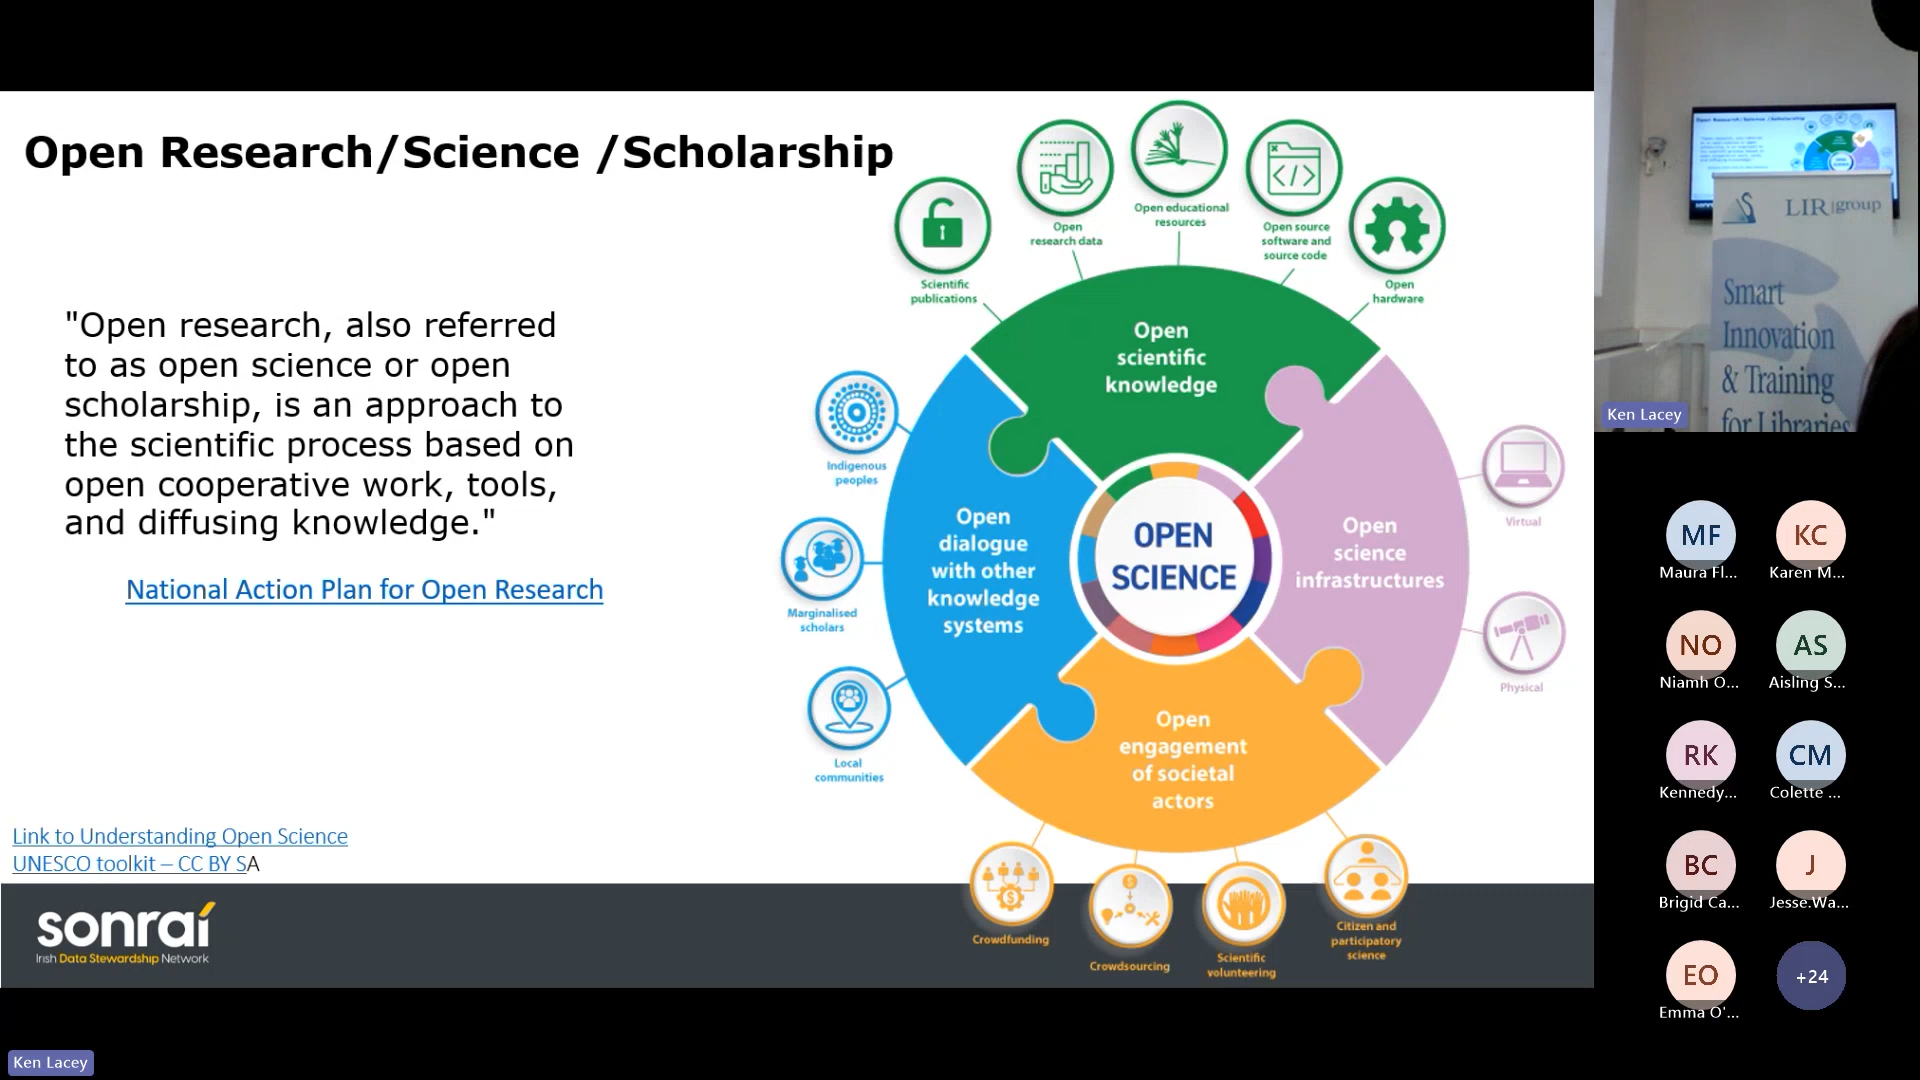 Open Research/Science /Scholarship
"Open research, also referred
to as open science or open
scholarship, is an approach to
the scientific process based on
open cooperative work, tools,
and diffusing knowledge."
National Action Plan for Open Research
Link to Understanding Open Science
UNESCO toolkit – CC BY SA
sonraí
Irish Data Stewardship Network
Scientific
publications
Open
research data
Open educational
resources
Open source
software and
source code
Open
hardware
Open
scientific
knowledge
Indigenous
peoples
Marginalised
scholars
Local
communities
Open
dialogue
with other
knowledge
systems
OPEN
SCIENCE
Open
science
infrastructures
Virtual
Physical
Open
engagement
of societal
actors
Crowdfunding
Crowdsourcing
Scientific
volunteering
Citizen and
participatory
science
Ken Lacey
Open Research/Science/Scholarship
LIR group
Smart
Innovation
& Training
for Libraries
Ken Lacey
MF
Maura Fl...
KC
Karen M...
NO
Niamh O...
AS
Aisling S...
RK
Kennedy...
CM
Colette ...
BC
Brigid Ca...
J
Jesse.Wa...
EO
Emma O'...
+24